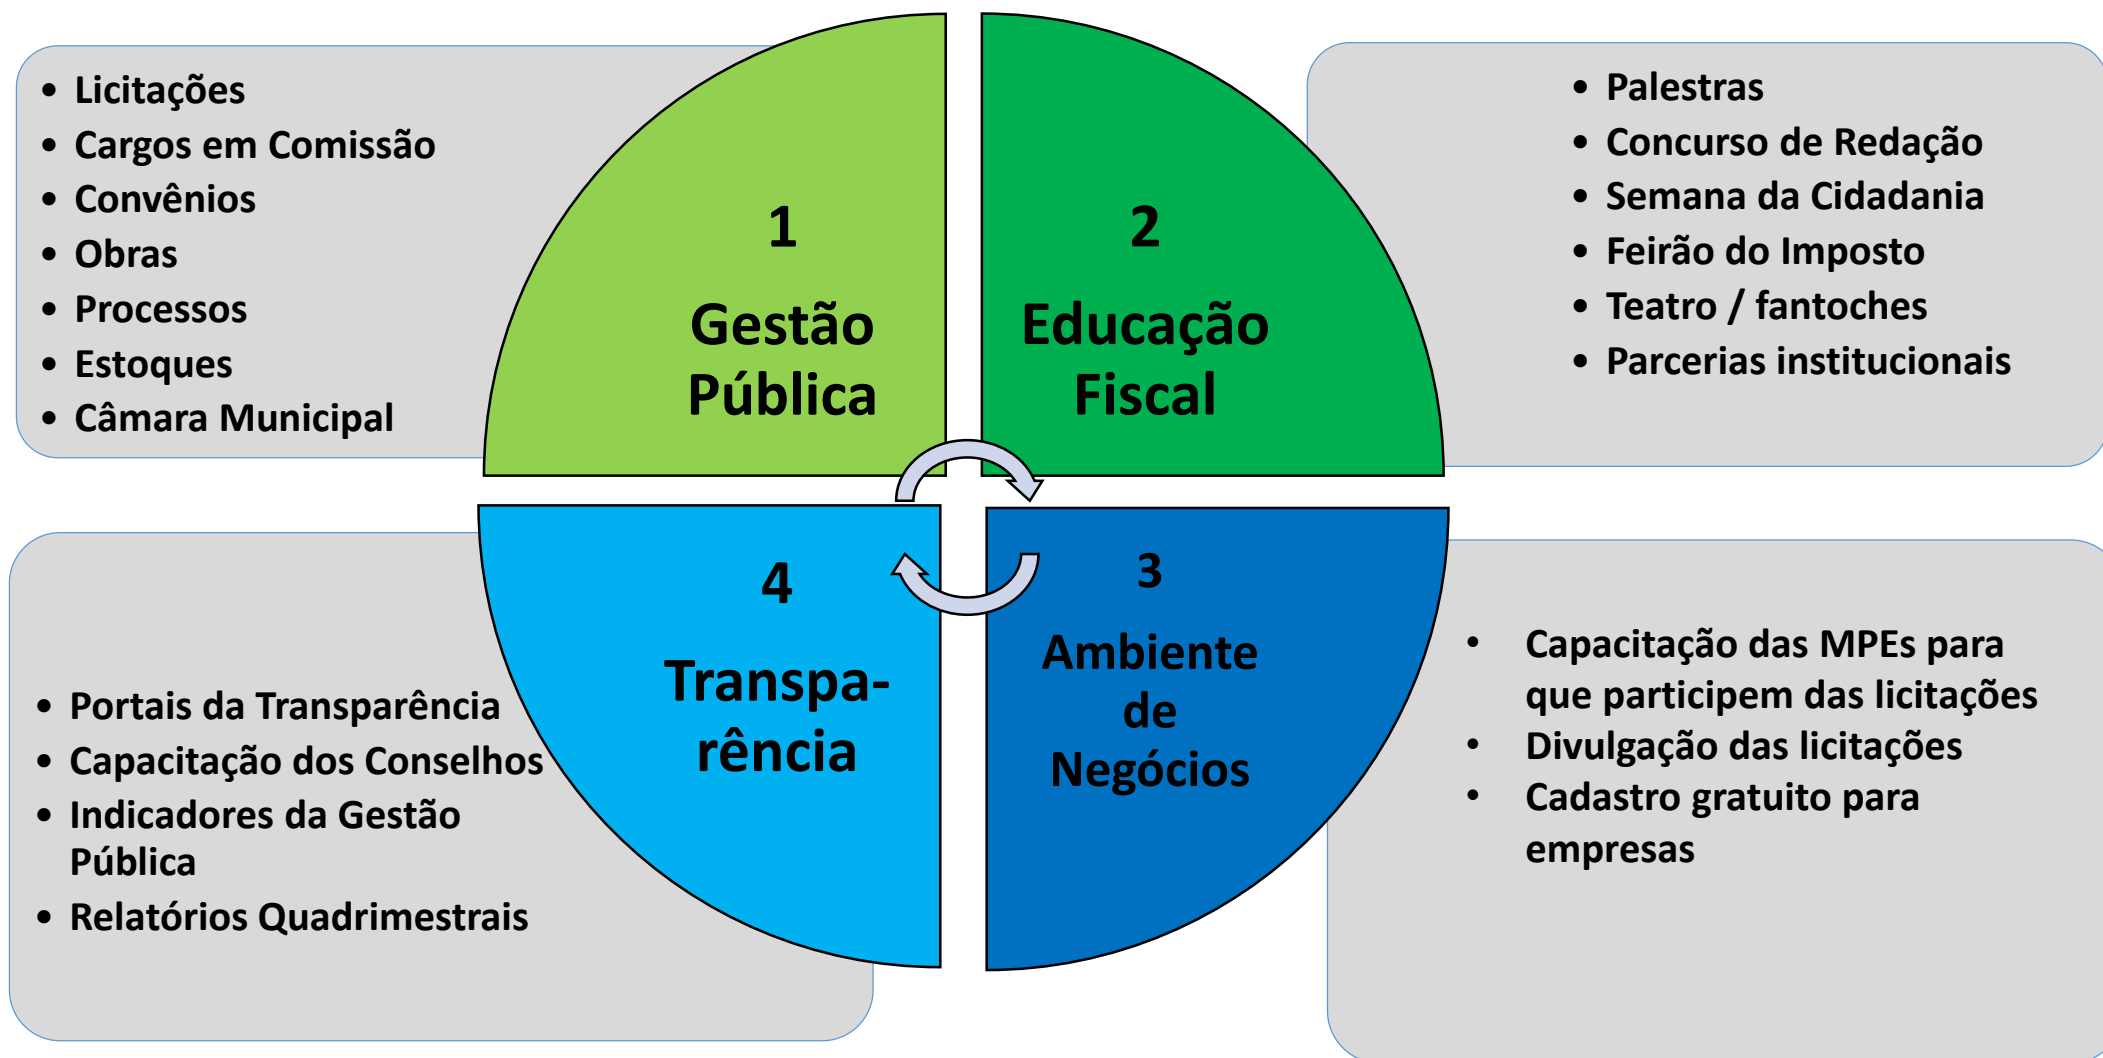 • Licitações
• Cargos em Comissão
• Convênios
• Obras
• Processos
• Estoques
• Câmara Municipal
1
Gestão
Pública
2
Educação
Fiscal
• Palestras
• Concurso de Redação
• Semana da Cidadania
• Feirão do Imposto
• Teatro / fantoches
• Parcerias institucionais
• Portais da Transparência
• Capacitação dos Conselhos
• Indicadores da Gestão
Pública
• Relatórios Quadrimestrais
4
Transpa-
rência
3
Ambiente
de
Negócios
• Capacitação das MPEs para
que participem das licitações
• Divulgação das licitações
• Cadastro gratuito para
empresas